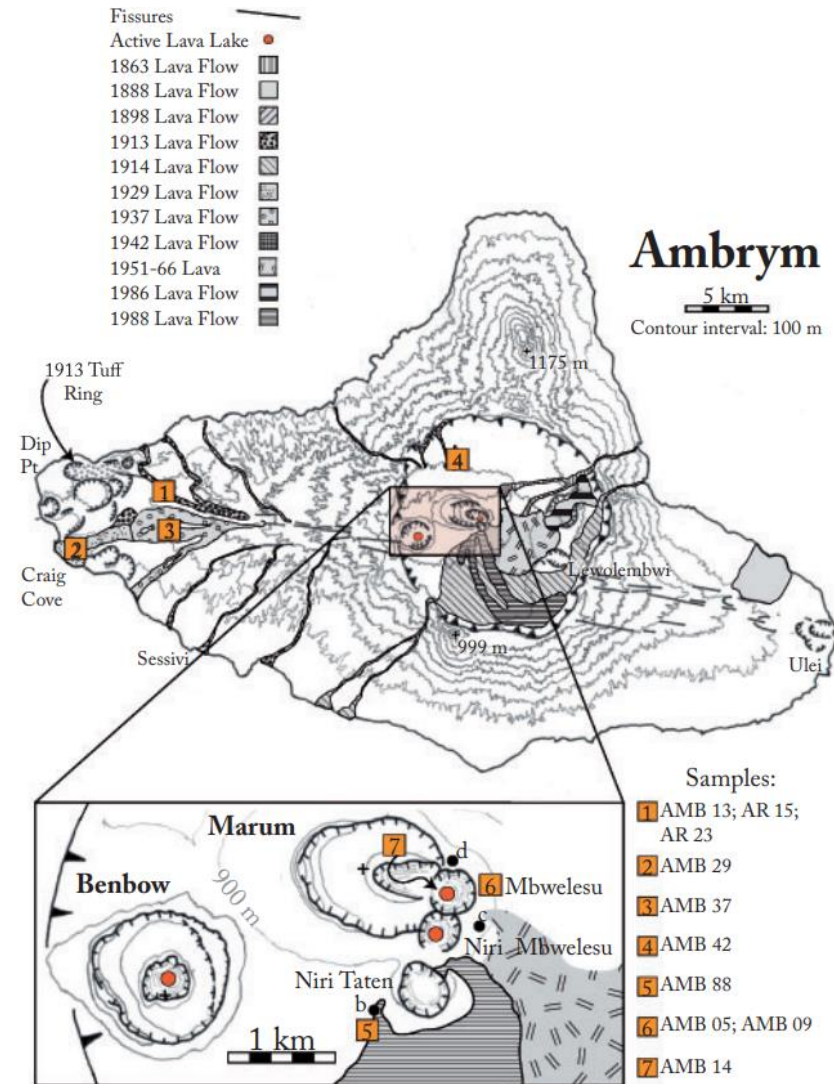 Fissures
Active Lava Lake
1863 Lava Flow
1888 Lava Flow
1898 Lava Flow
1913 Lava Flow
1914 Lava Flow
1929 Lava Flow
1937 Lava Flow
1942 Lava Flow
1951-66 Lava
1986 Lava Flow
1988 Lava Flow
Ambrym
5 km
Contour interval: 100 m
1175 m
1913 Tuff
Ring
Dip
Pt.
4
1
3
2
Craig
Cove
Lewolembwi
Sessivi
999 m
Ulei
Samples:
1 AMB 13; AR 15;
AR 23
2 AMB 29
3 AMB 37
4 AMB 42
5 AMB 88
6 AMB 05; AMB 09
7 AMB 14
Marum
7
d
Benbow
900 m
6 Mbwelesu
c
Niri Mbwelesu
Niri Taten
b
5
1 km